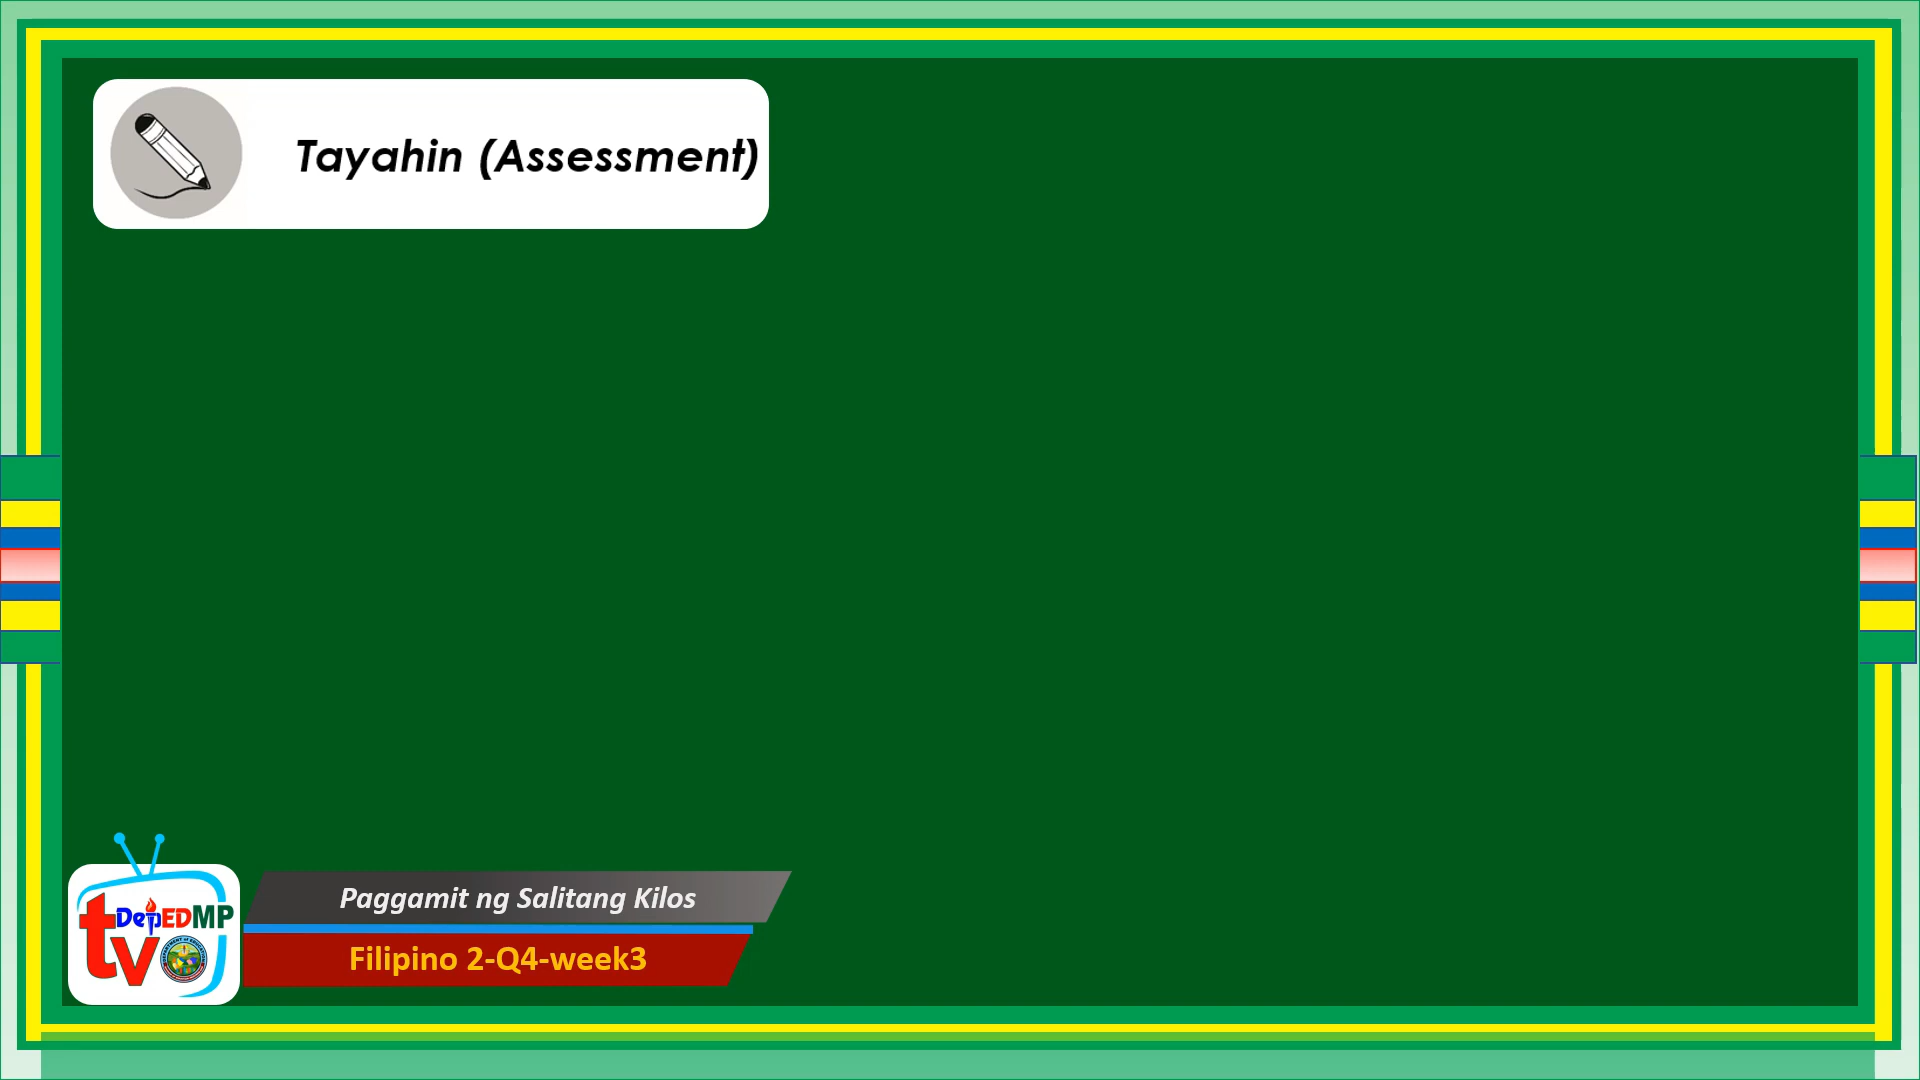 Tayahin (Assessment)
Paggamit ng Salitang Kilos
DepEDMP
tv
Filipino 2-Q4-week3